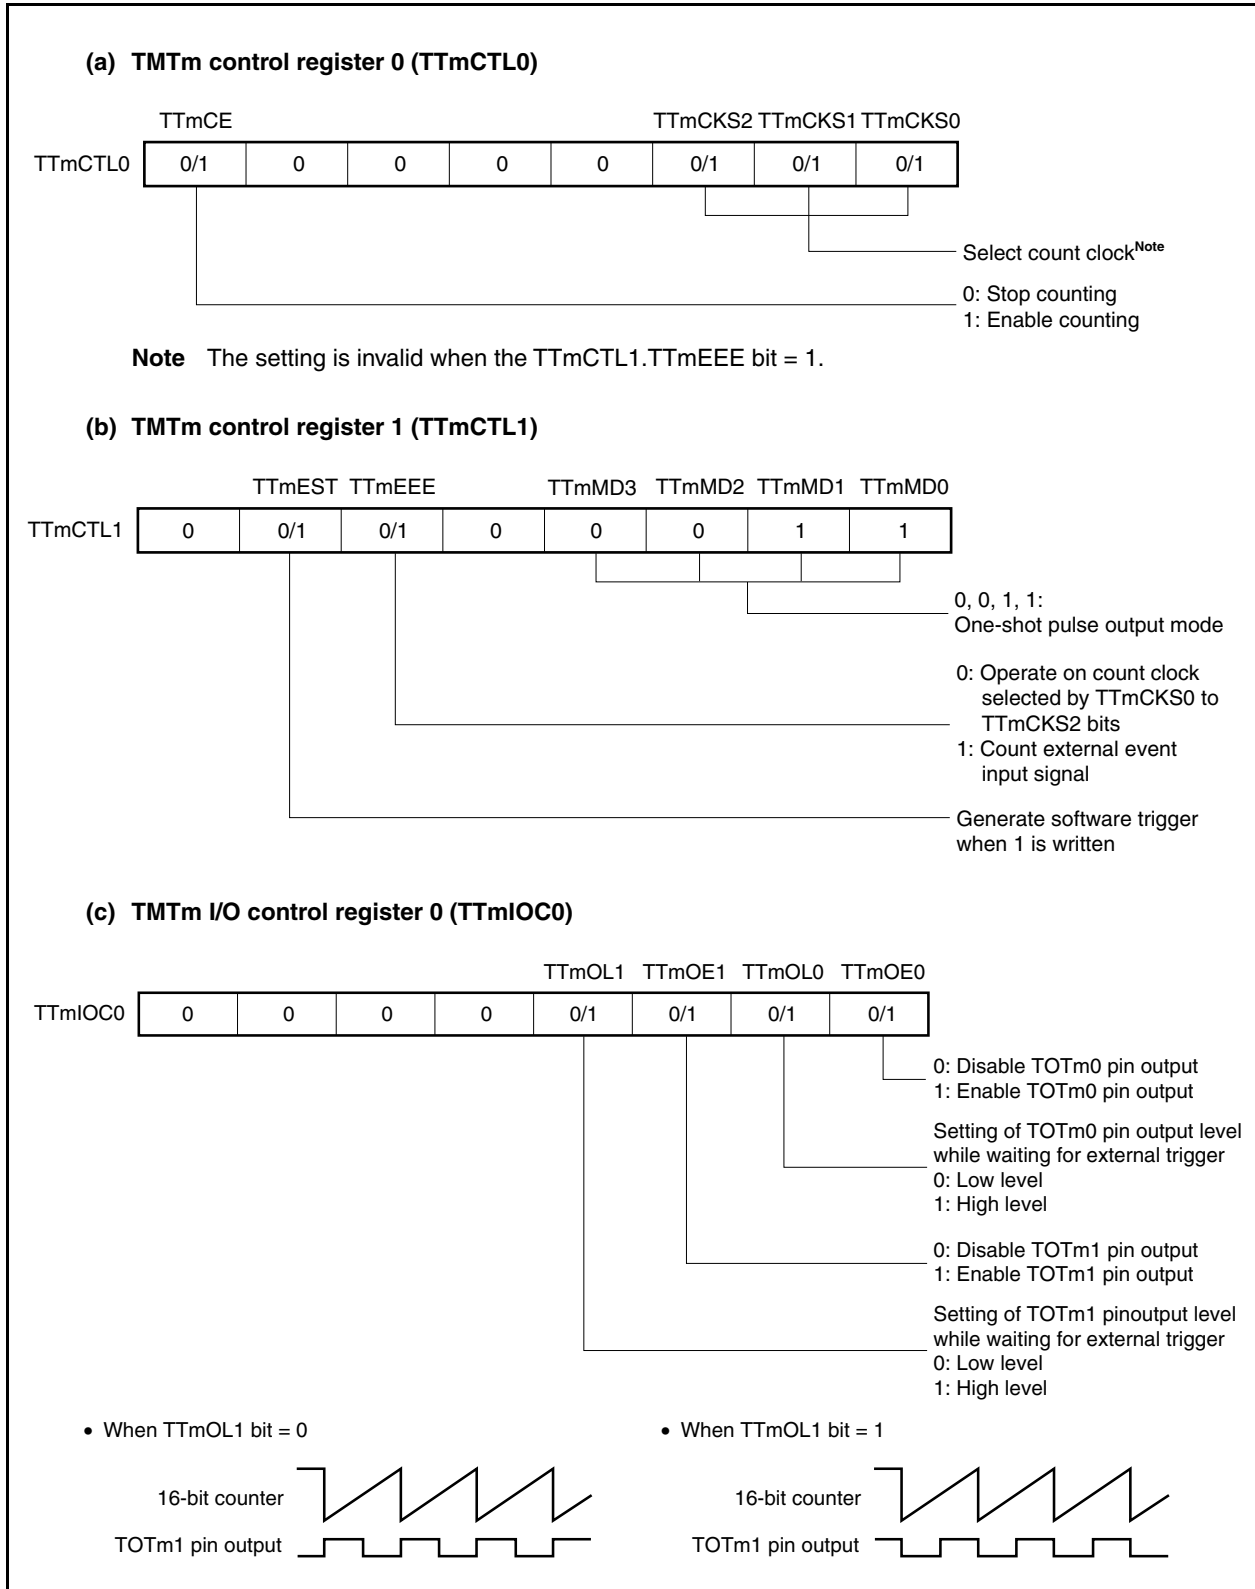 (a) TMTm control register 0 (TTmCTL0)
TTmCE TTmCKS2 TTmCKS1 TTmCKS0
TTmCTL0 0/1 0 0 0 0 0/1 0/1 0/1
Select count clockNote
0: Stop counting
1: Enable counting
Note The setting is invalid when the TTmCTL1.TTmEEE bit = 1.
(b) TMTm control register 1 (TTmCTL1)
TTmEST TTmEEE TTmMD3 TTmMD2 TTmMD1 TTmMD0
TTmCTL1 0 0/1 0/1 0 0 0 1 1
0, 0, 1, 1:
One-shot pulse output mode
0: Operate on count clock
selected by TTmCKS0 to
TTmCKS2 bits
1: Count external event
input signal
Generate software trigger
when 1 is written
(c) TMTm I/O control register 0 (TTmIOC0)
TTmOL1 TTmOE1 TTmOL0 TTmOE0
TTmIOC0 0 0 0 0 0/1 0/1 0/1 0/1
0: Disable TOTm0 pin output
1: Enable TOTm0 pin output
Setting of TOTm0 pin output level
while waiting for external trigger
0: Low level
1: High level
0: Disable TOTm1 pin output
1: Enable TOTm1 pin output
Setting of TOTm1 pinoutput level
while waiting for external trigger
0: Low level
1: High level
• When TTmOL1 bit = 0
16-bit counter
TOTm1 pin output
• When TTmOL1 bit = 1
16-bit counter
TOTm1 pin output